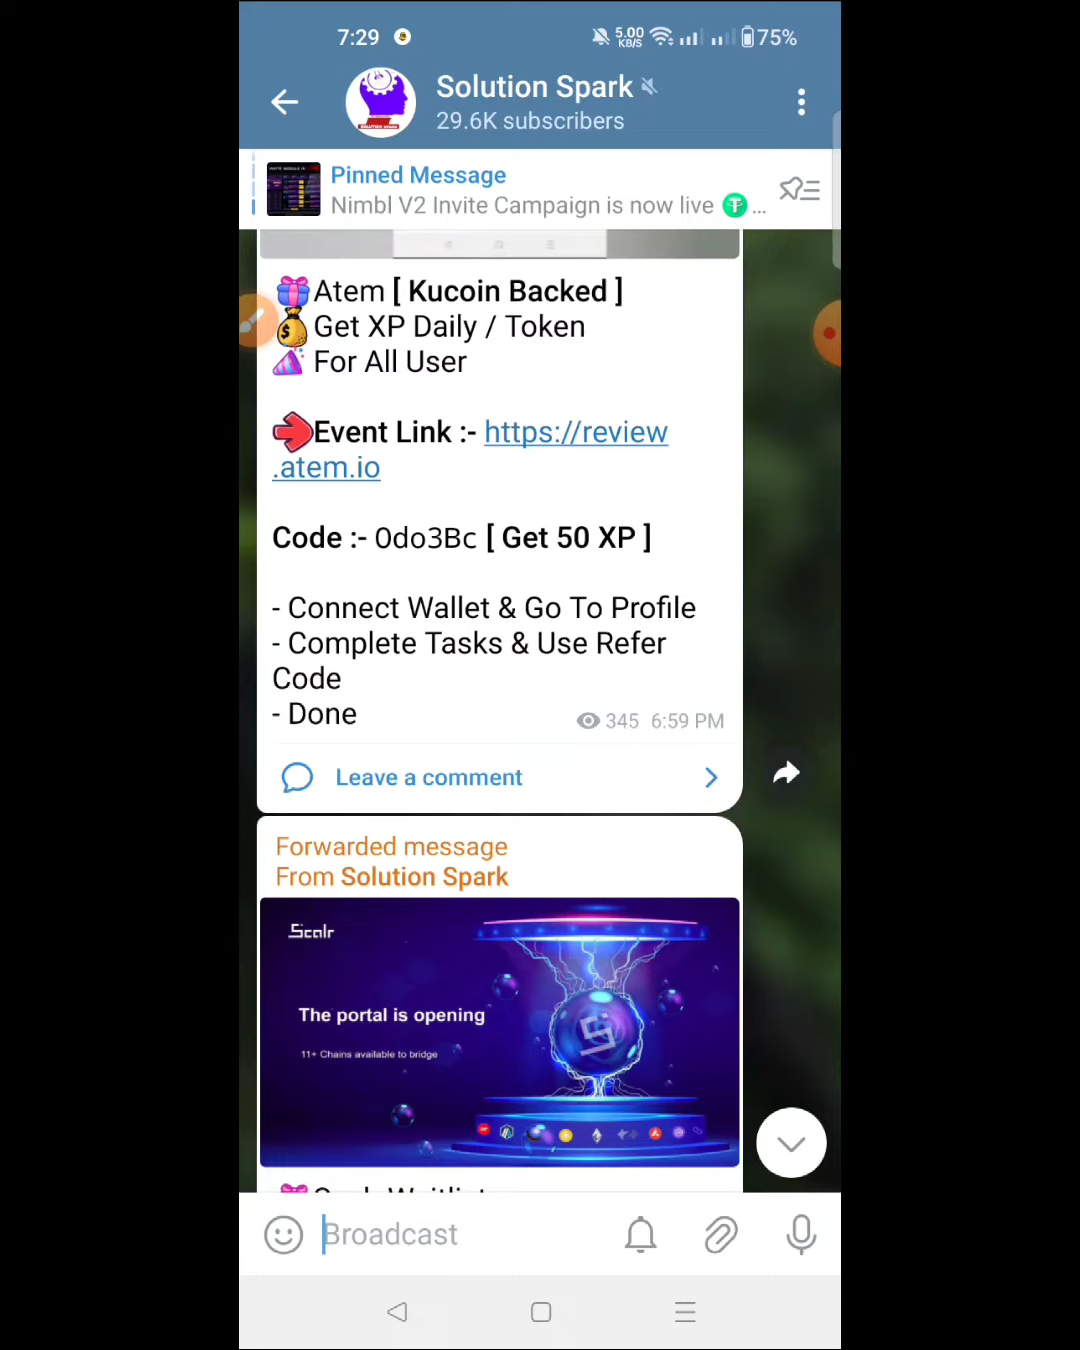 7:29 5.00 KB/S 75%
Solution Spark
29.6K subscribers
Pinned Message
Nimbl V2 Invite Campaign is now live ...
Atem [ Kucoin Backed ]
Get XP Daily / Token
For All User
Event Link :- https://review
.atem.io
Code :- 0do3Bc [ Get 50 XP ]
- Connect Wallet & Go To Profile
- Complete Tasks & Use Refer
Code
- Done
345 6:59 PM
Leave a comment
Forwarded message
From Solution Spark
Scalr
The portal is opening
11+ Chains available to bridge
Broadcast